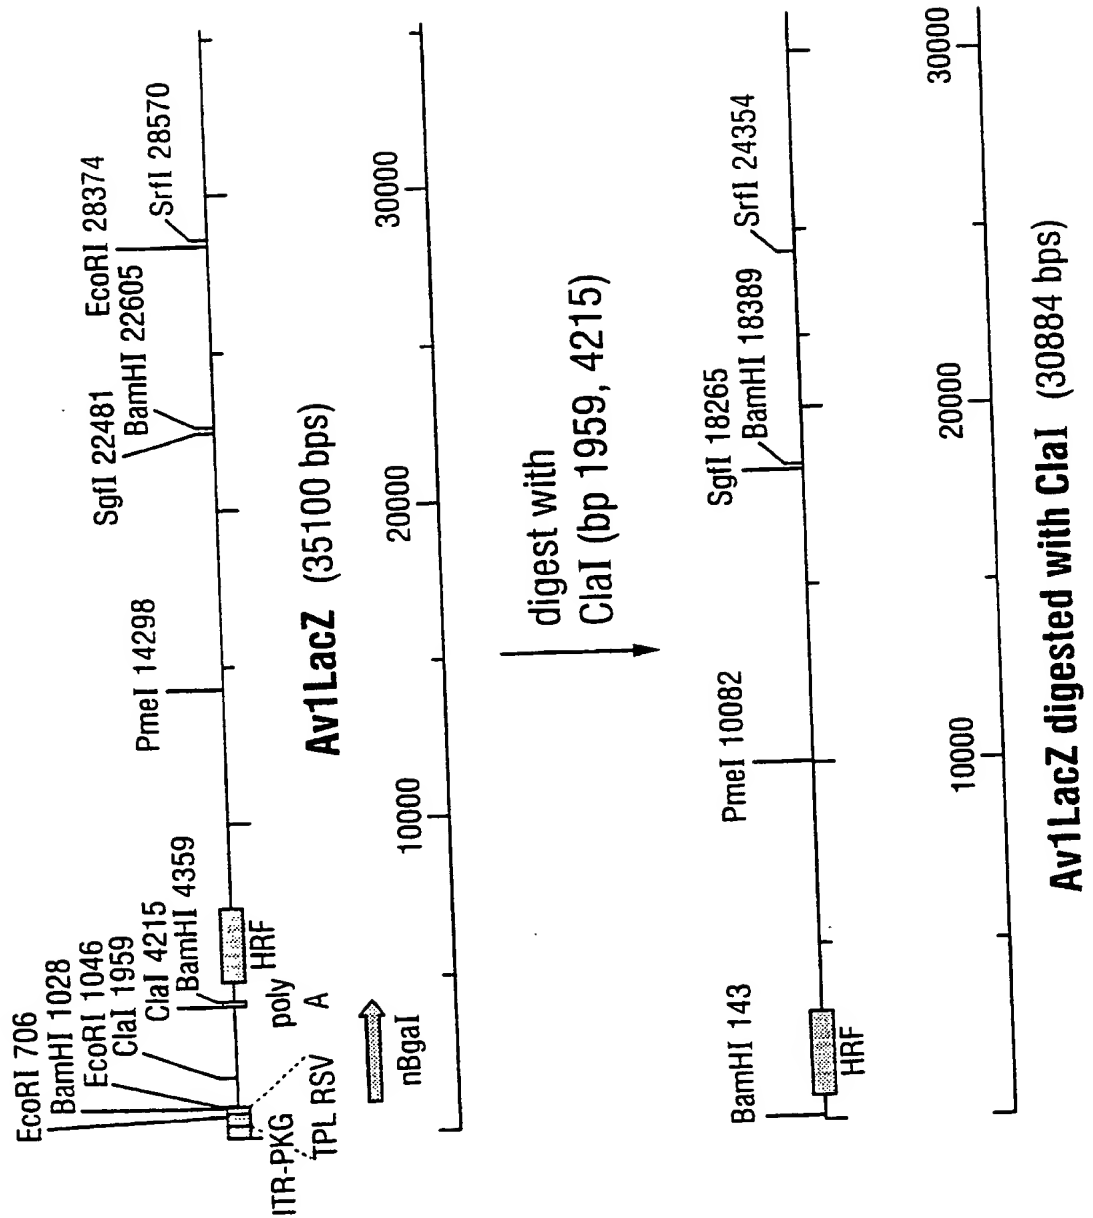 EcoRI 706
BamHI 1028
EcoRI 1046
ClaI 1959
ClaI 4215
BamHI 4359
PmeI 14298
SgfI 22481
BamHI 22605
EcoRI 28374
SrfI 28570
ITR-PKG
TPL RSV
poly
A
HRF
nBgaI
Av1LacZ (35100 bps)
10000
20000
30000
digest with
ClaI (bp 1959, 4215)
BamHI 143
PmeI 10082
SgfI 18265
BamHI 18389
SrfI 24354
HRF
10000
20000
30000
Av1LacZ digested with ClaI (30884 bps)